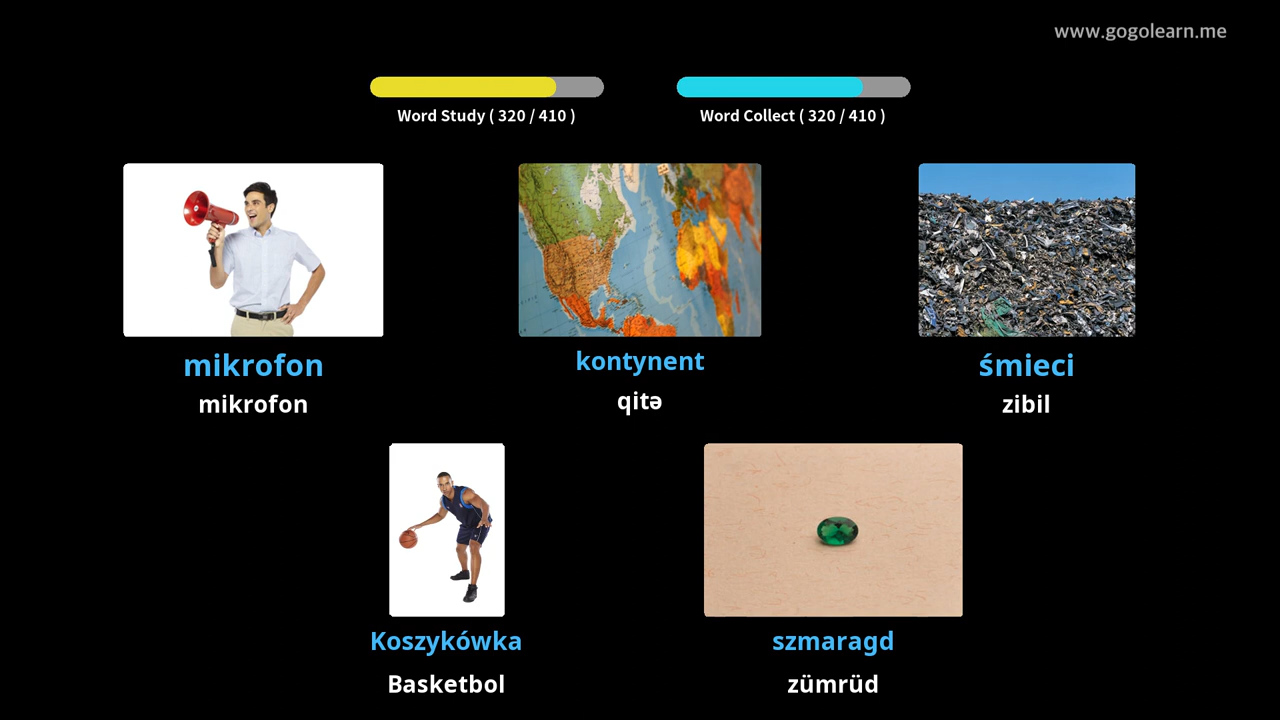 www.gogolearn.me
Word Study ( 320 / 410 )
Word Collect ( 320 / 410 )
mikrofon
mikrofon
kontynent
qitə
śmieci
zibil
Koszykówka
Basketbol
szmaragd
zümrüd